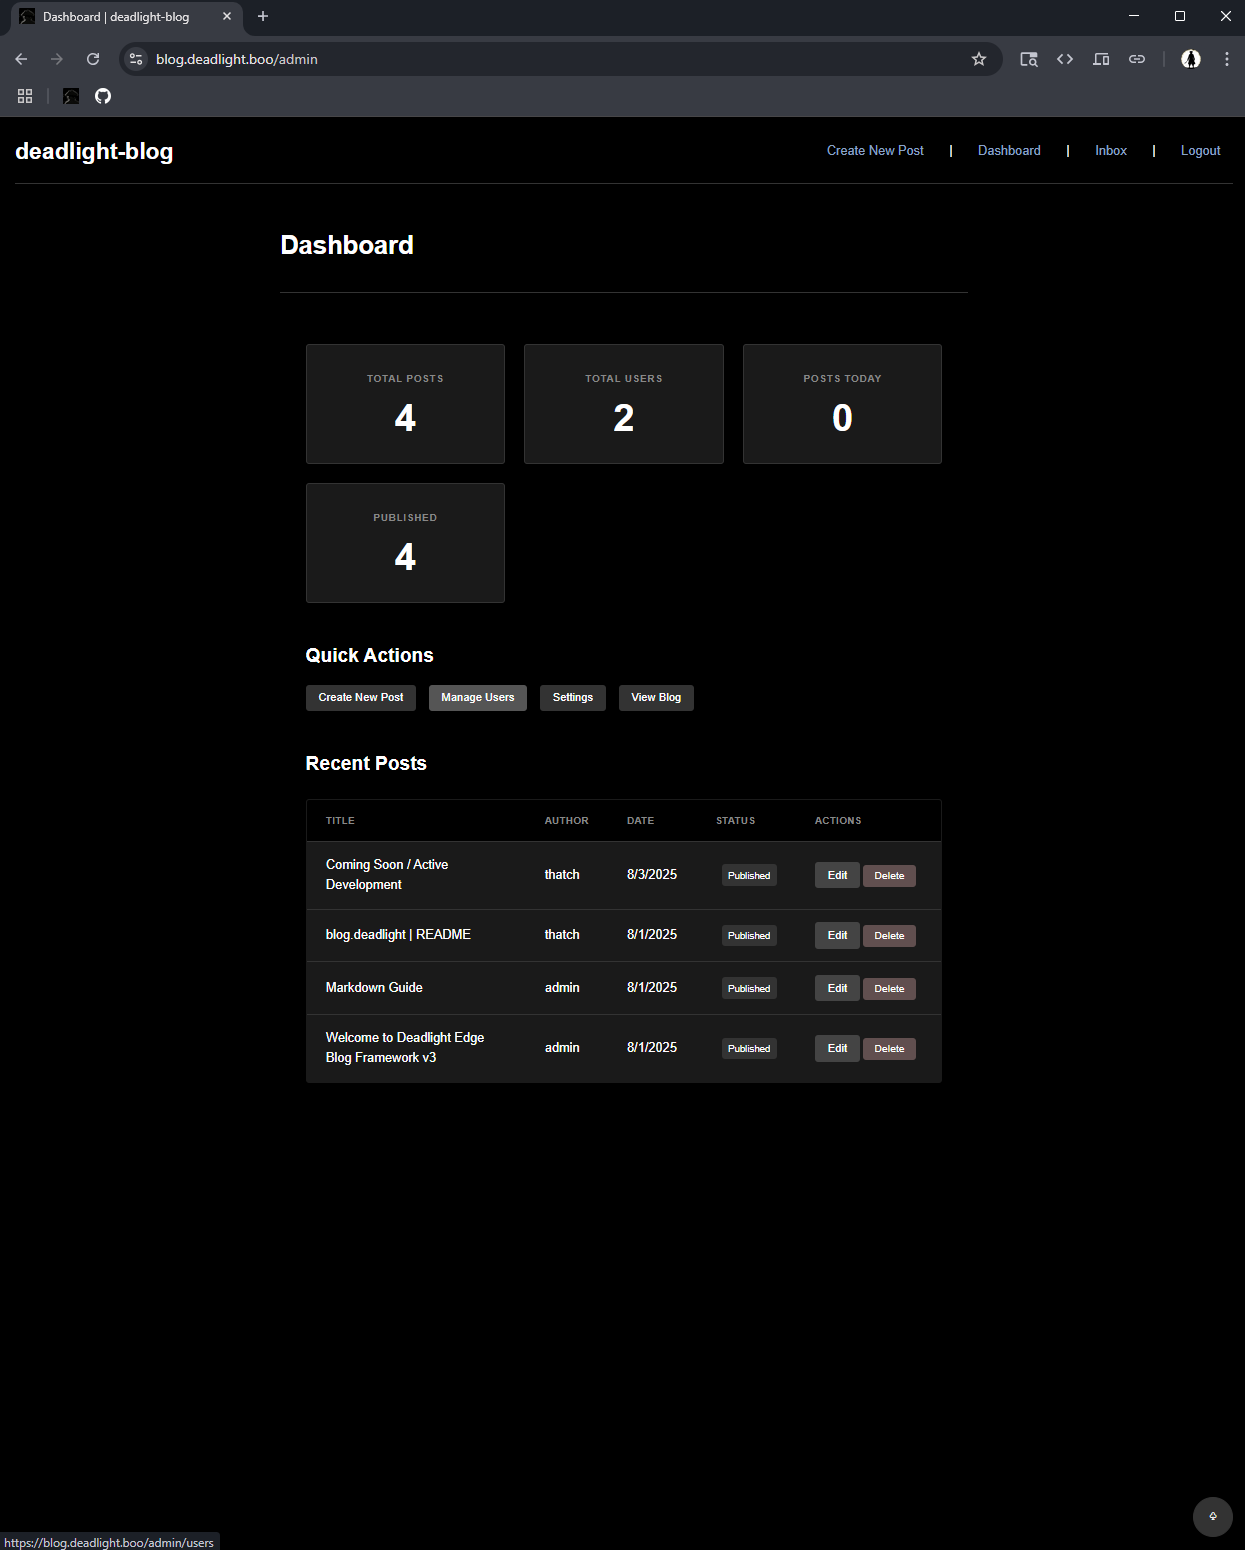 Dashboard | deadlight-blog
blog.deadlight.boo/admin
deadlight-blog
Create New Post | Dashboard | Inbox | Logout
Dashboard
TOTAL POSTS
4
TOTAL USERS
2
POSTS TODAY
0
PUBLISHED
4
Quick Actions
Create New Post Manage Users Settings View Blog
Recent Posts
TITLE AUTHOR DATE STATUS ACTIONS
Coming Soon / Active
Development
thatch 8/3/2025 Published Edit Delete
blog.deadlight | README thatch 8/1/2025 Published Edit Delete
Markdown Guide admin 8/1/2025 Published Edit Delete
Welcome to Deadlight Edge
Blog Framework v3
admin 8/1/2025 Published Edit Delete
https://blog.deadlight.boo/admin/users